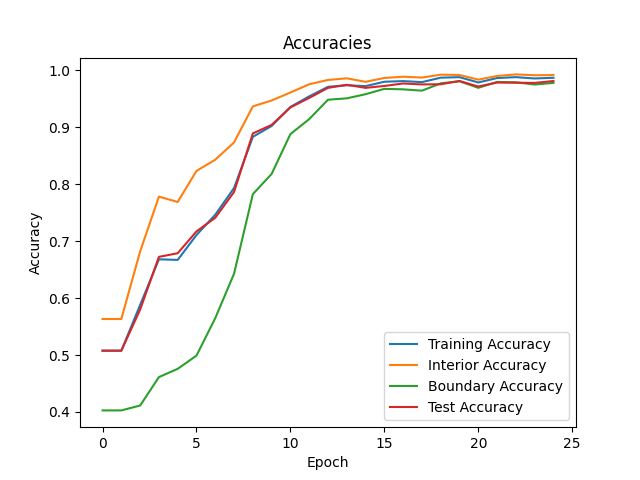 Accuracies
1.0
0.9
0.8
0.7
0.6
0.5
0.4
Accuracy
Training Accuracy
Interior Accuracy
Boundary Accuracy
Test Accuracy
0
5
10
15
20
25
Epoch